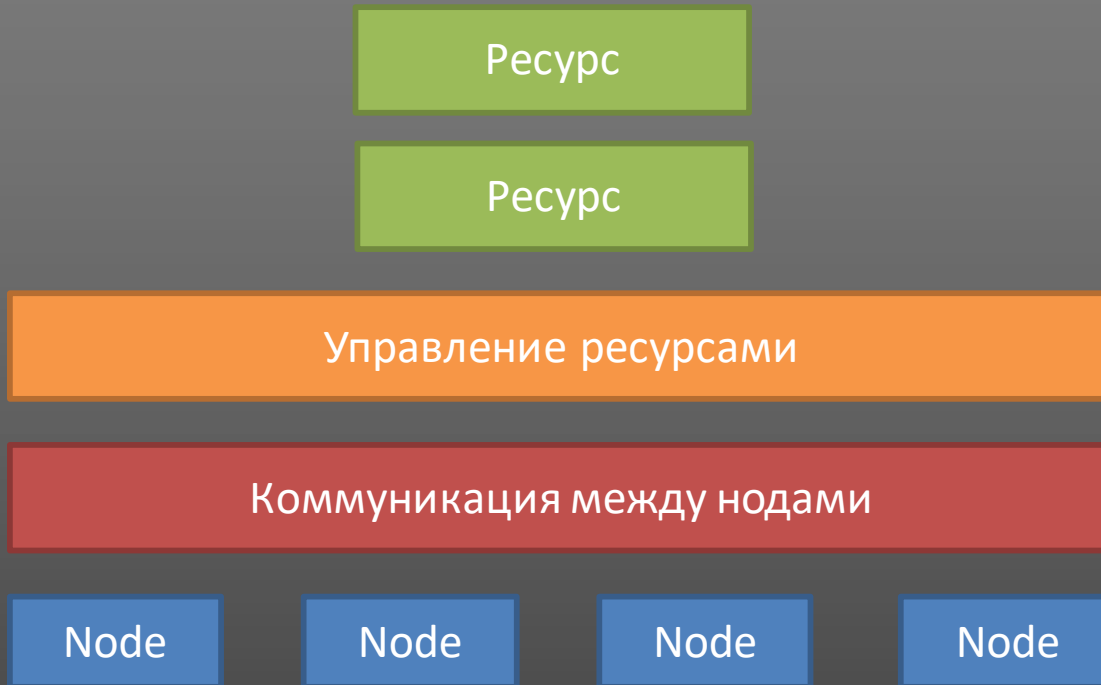 Ресурс
Ресурс
Управление ресурсами
Коммуникация между нодами
Node Node Node Node